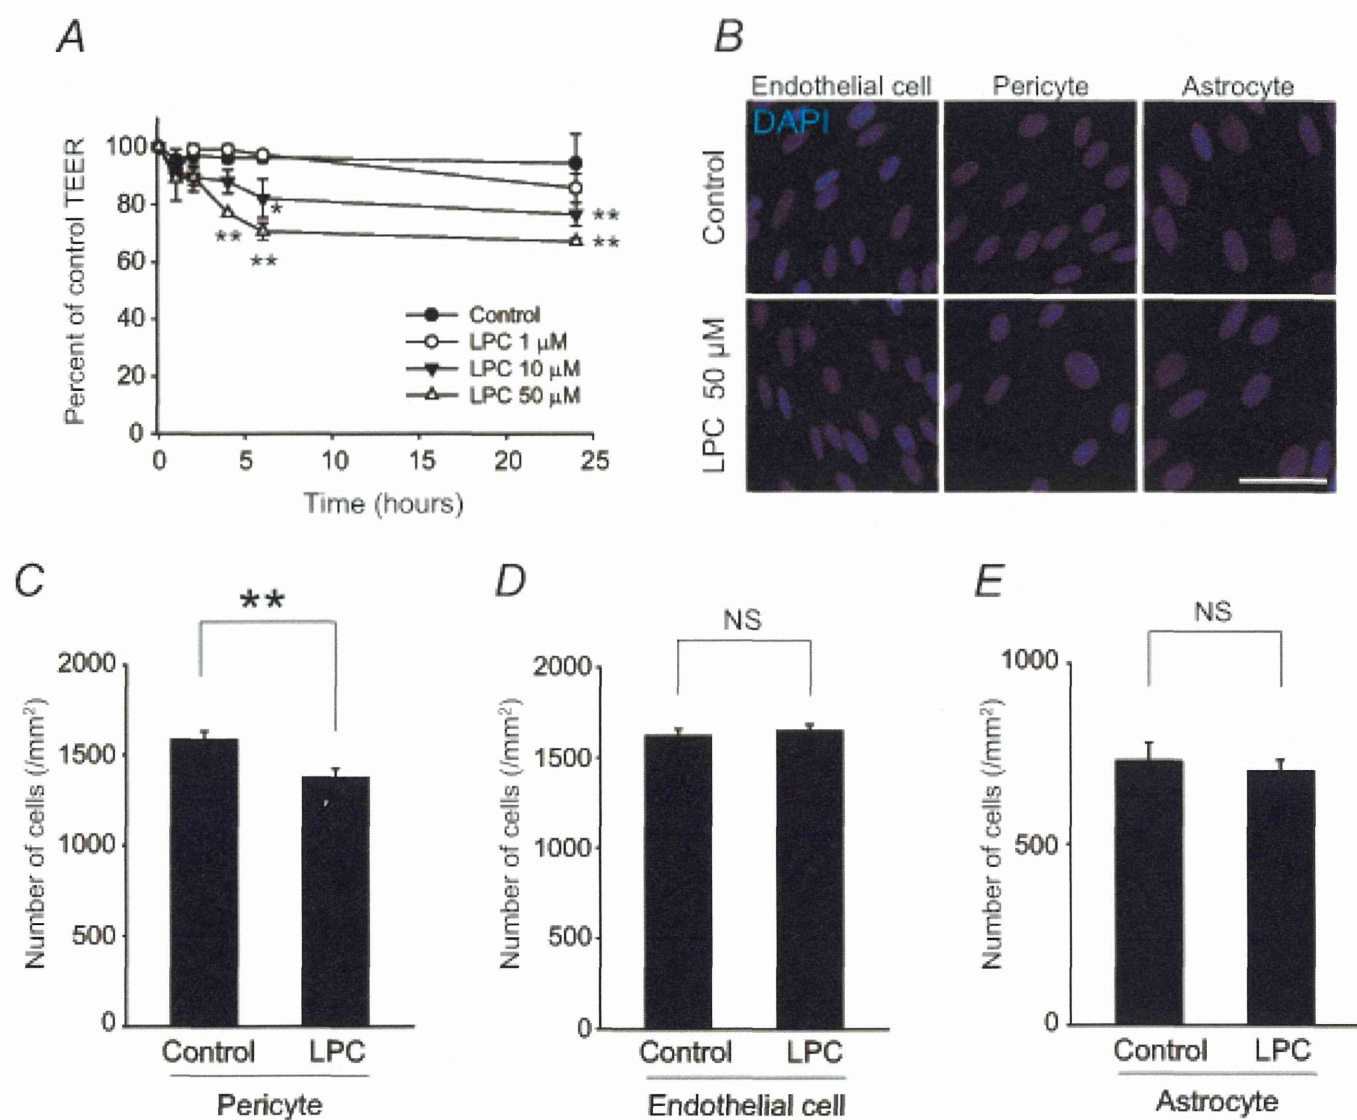 A
Percent of control TEER
100
80
60
40
20
0
0 5 10 15 20 25
Time (hours)
*
**
**
**
**
Control
LPC 1 μM
LPC 10 μM
LPC 50 μM
B
Endothelial cell Pericyte Astrocyte
DAPI
Control
LPC 50 μM
C
**
Number of cells (/mm²)
2000
1500
1000
500
0
Control LPC
Pericyte
D
NS
Number of cells (/mm²)
2000
1500
1000
500
0
Control LPC
Endothelial cell
E
NS
Number of cells (/mm²)
1000
500
0
Control LPC
Astrocyte